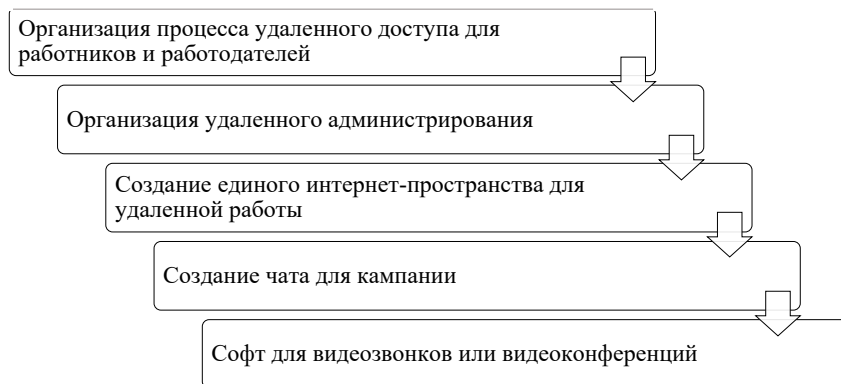 Организация процесса удаленного доступа для
работников и работодателей
Организация удаленного администрирования
Создание единого интернет-пространства для
удаленной работы
Создание чата для кампании
Софт для видеозвонков или видеоконференций